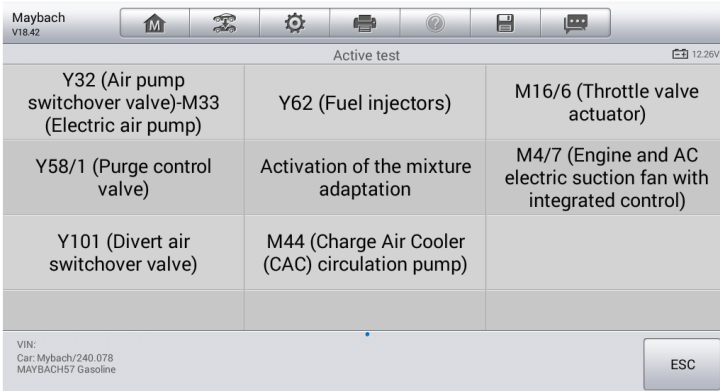 Maybach
V18.42
M
?
Active test
12.26V
Y32 (Air pump
switchover valve)-M33
(Electric air pump)
Y62 (Fuel injectors)
M16/6 (Throttle valve
actuator)
Y58/1 (Purge control
valve)
Activation of the mixture
adaptation
M4/7 (Engine and AC
electric suction fan with
integrated control)
Y101 (Divert air
switchover valve)
M44 (Charge Air Cooler
(CAC) circulation pump)
VIN:
Car: Mybach/240.078
MAYBACH57 Gasoline
ESC